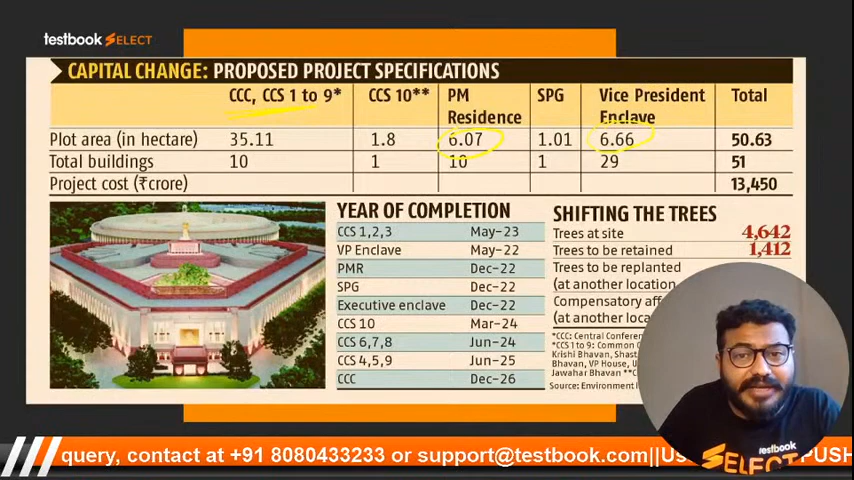 testbook SELECT
CAPITAL CHANGE: PROPOSED PROJECT SPECIFICATIONS
CCC, CCS 1 to 9* CCS 10** PM Residence SPG Vice President Enclave Total
Plot area (in hectare) 35.11 1.8 6.07 1.01 6.66 50.63
Total buildings 10 1 10 1 29 51
Project cost (₹crore) 13,450
YEAR OF COMPLETION
CCS 1,2,3 May-23
VP Enclave May-22
PMR Dec-22
SPG Dec-22
Executive enclave Dec-22
CCS 10 Mar-24
CCS 6,7,8 Jun-24
CCS 4,5,9 Jun-25
CCC Dec-26
SHIFTING THE TREES
Trees at site 4,642
Trees to be retained 1,412
Trees to be replanted
(at another location
Compensatory
(at another
*CCC: Central
*CCS 1 to 9: Common
Krishi Bhavan,
Bhavan, VP House,
Jawahar Bhavan
Source: Environment
testbook
SELECT
query, contact at +91 8080433233 or support@testbook.com||